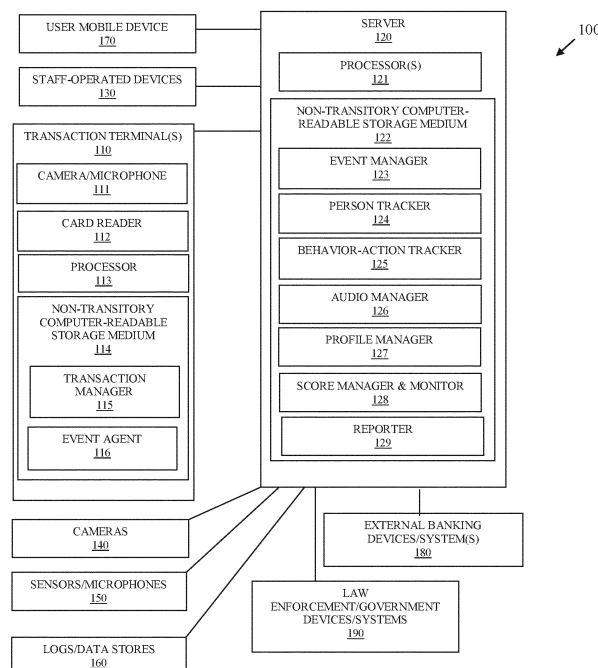 100
USER MOBILE DEVICE
170
STAFF-OPERATED DEVICES
130
TRANSACTION TERMINAL(S)
110
CAMERA/MICROPHONE
111
CARD READER
112
PROCESSOR
113
NON-TRANSITORY
COMPUTER-READABLE
STORAGE MEDIUM
114
TRANSACTION
MANAGER
115
EVENT AGENT
116
SERVER
120
PROCESSOR(S)
121
NON-TRANSITORY COMPUTER-
READABLE STORAGE MEDIUM
122
EVENT MANAGER
123
PERSON TRACKER
124
BEHAVIOR-ACTION TRACKER
125
AUDIO MANAGER
126
PROFILE MANAGER
127
SCORE MANAGER & MONITOR
128
REPORTER
129
CAMERAS
140
SENSORS/MICROPHONES
150
LOGS/DATA STORES
160
EXTERNAL BANKING
DEVICES/SYSTEM(S)
180
LAW
ENFORCEMENT/GOVERNMENT
DEVICES/SYSTEMS
190